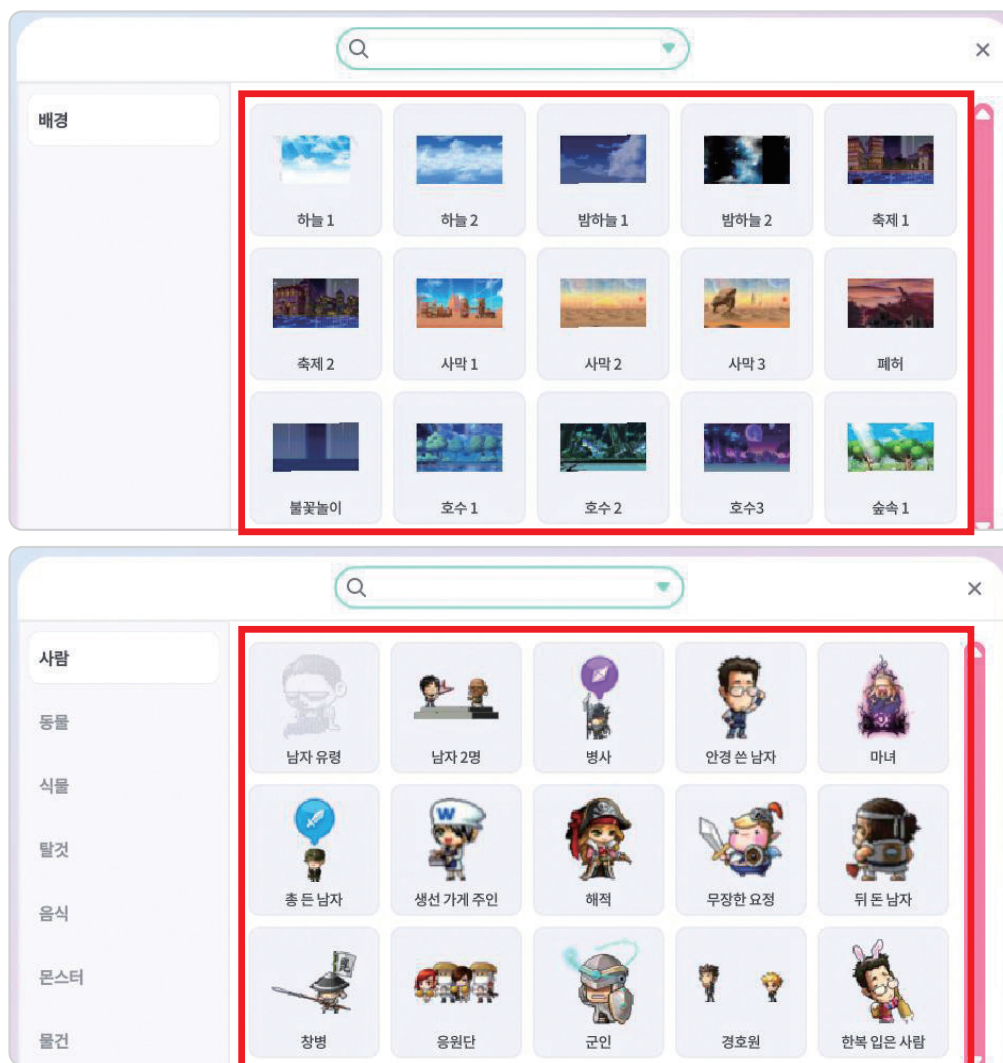 배경
하늘 1
하늘 2
밤하늘 1
밤하늘 2
축제 1
축제 2
사막 1
사막 2
사막 3
폐허
불꽃놀이
호수 1
호수 2
호수3
숲속 1
사람
동물
식물
탈것
음식
몬스터
물건
남자 유령
남자 2명
병사
안경 쓴 남자
마녀
W
총 든 남자
생선 가게 주인
해적
무장한 요정
뒤 돈 남자
창병
응원단
군인
경호원
한복 입은 사람